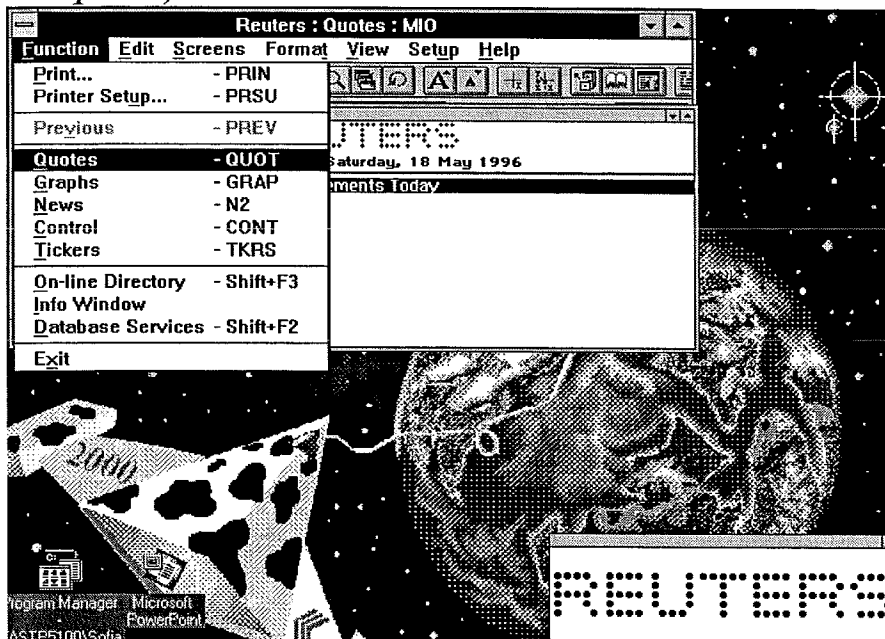 Reuters : Quotes : MIO
Function Edit Screens Format View Setup Help
Print... - PRIN
Printer Setup... - PRSU
Previous - PREV
UTERS
Saturday, 18 May 1996
Quotes - QUOT
ments Today
Graphs - GRAP
News - N2
Control - CONT
Tickers - TKRS
On-line Directory - Shift+F3
Info Window
Database Services - Shift+F2
Exit
2000
C:\
Program Manager
Microsoft PowerPoint
REUTERS